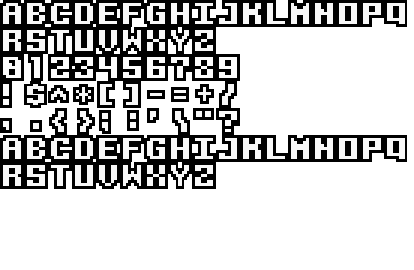 ABCDEFGHIJKLMNOPQ
RSTUVWXYZ
0123456789
! $^*[ ] - = + /
, . { } | : ' \ " ?
ABCDEFGHIJKLMNOPQ
RSTUVWXYZ